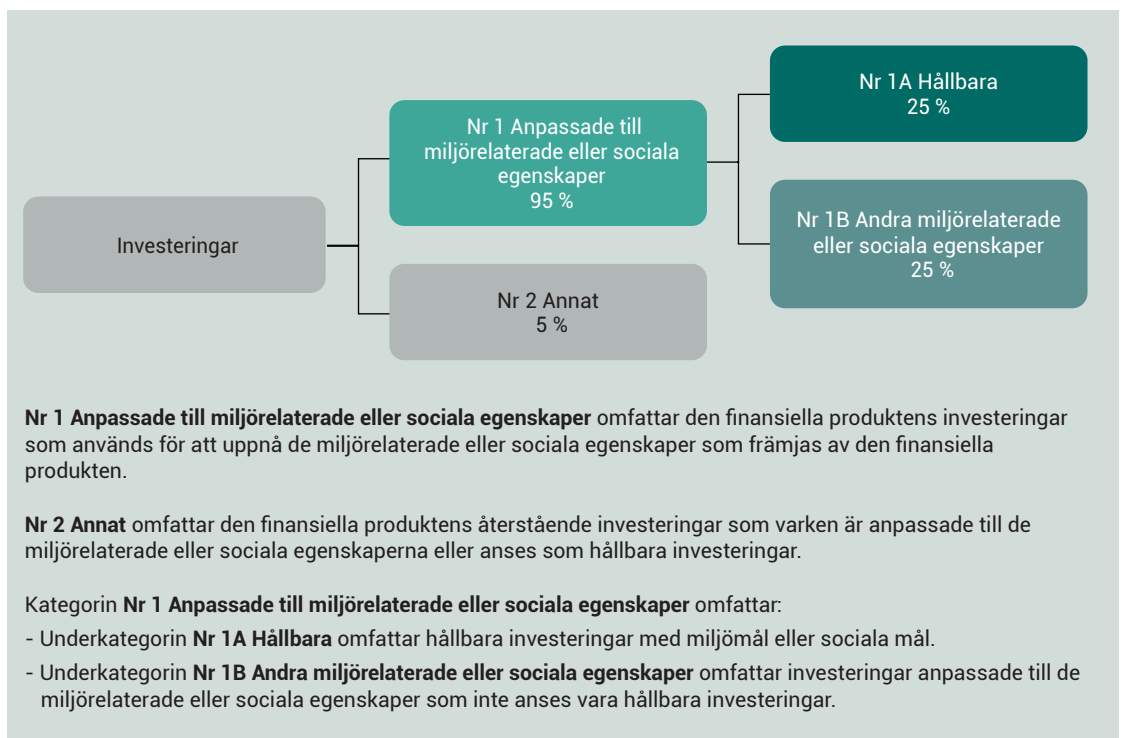 Nr 1A Hållbara
25 %
Nr 1 Anpassade till
miljörelaterade eller sociala
egenskaper
95 %
Nr 1B Andra miljörelaterade
eller sociala egenskaper
25 %
Investeringar
Nr 2 Annat
5 %
Nr 1 Anpassade till miljörelaterade eller sociala egenskaper omfattar den finansiella produktens investeringar
som används för att uppnå de miljörelaterade eller sociala egenskaper som främjas av den finansiella
produkten.
Nr 2 Annat omfattar den finansiella produktens återstående investeringar som varken är anpassade till de
miljörelaterade eller sociala egenskaperna eller anses som hållbara investeringar.
Kategorin Nr 1 Anpassade till miljörelaterade eller sociala egenskaper omfattar:
- Underkategorin Nr 1A Hållbara omfattar hållbara investeringar med miljömål eller sociala mål.
- Underkategorin Nr 1B Andra miljörelaterade eller sociala egenskaper omfattar investeringar anpassade till de
miljörelaterade eller sociala egenskaper som inte anses vara hållbara investeringar.